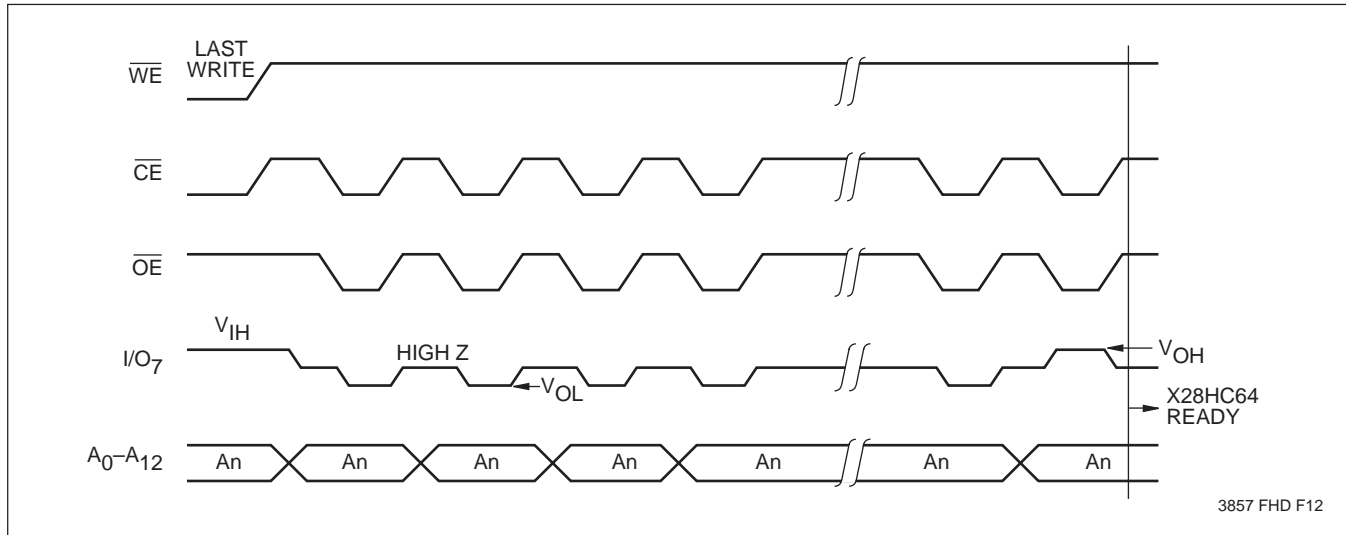 LAST
WRITE
WE
CE
OE
VIH
I/O7
HIGH Z
VOL
VOH
X28HC64
READY
A0–A12
An An An An An An An
3857 FHD F12